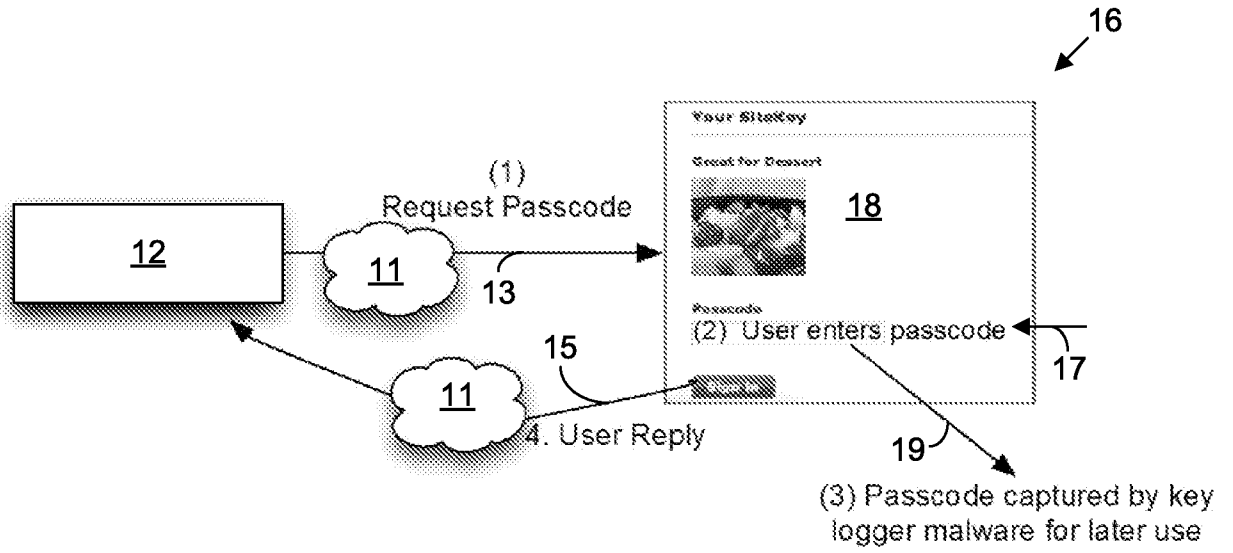 16
Your SiteKey
Great for Dessert
(1)
Request Passcode
18
12
11
13
Passcode
(2) User enters passcode
17
15
11
4. User Reply
19
(3) Passcode captured by key
logger malware for later use